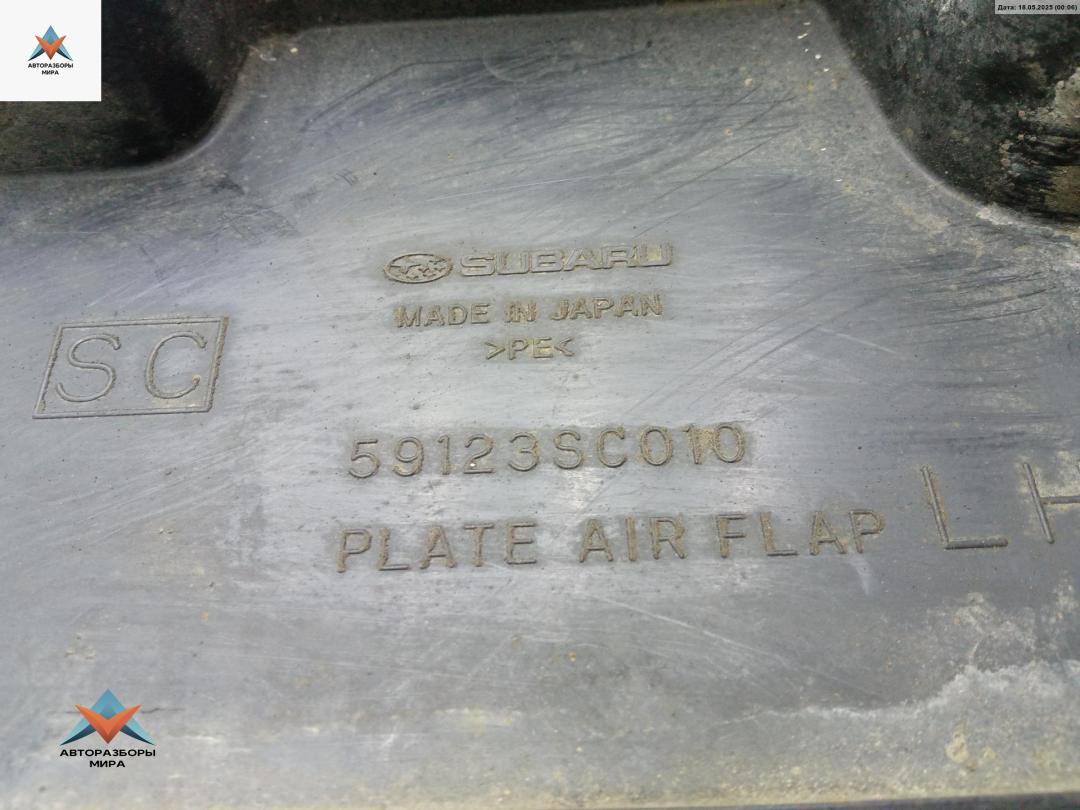 Дата: 18.05.2025 (00:06)
АВТОРАЗБОРЫ
МИРА
SUBARU
MADE IN JAPAN
>PE<
SC
59123SC010
PLATE AIR FLAP LH
АВТОРАЗБОРЫ
МИРА